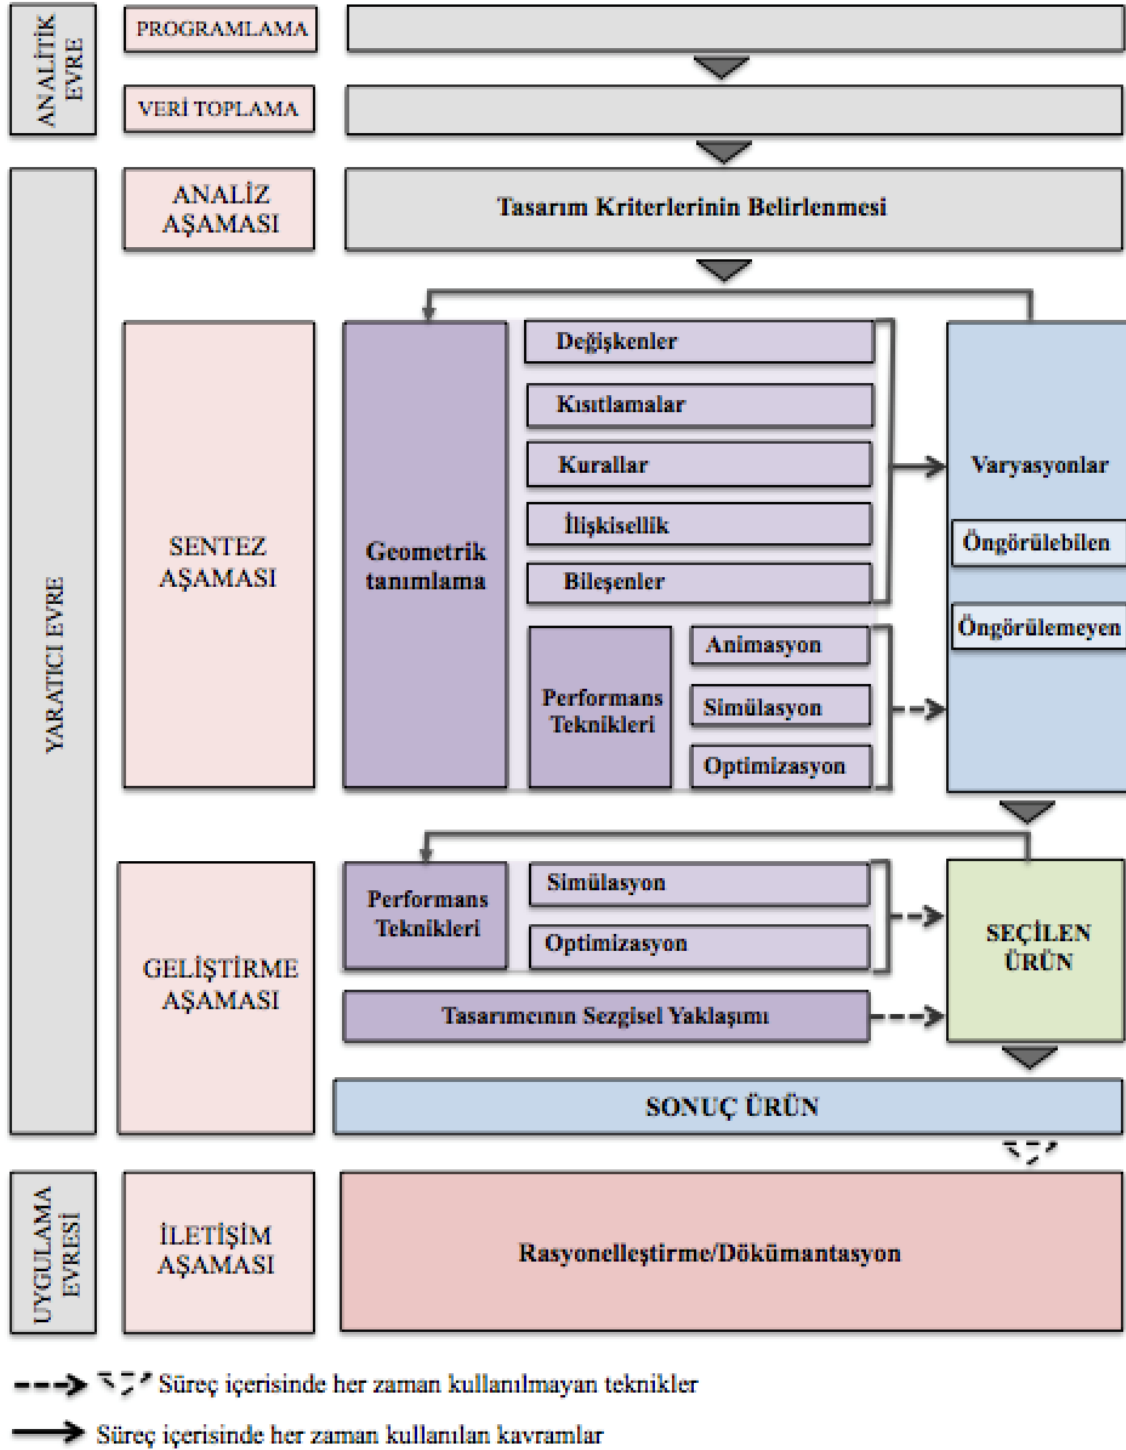 ANALİTİK
EVRE
PROGRAMLAMA
VERİ TOPLAMA
YARATICI EVRE
ANALİZ
AŞAMASI
Tasarım Kriterlerinin Belirlenmesi
SENTEZ
AŞAMASI
Geometrik
tanımlama
Değişkenler
Kısıtlamalar
Kurallar
İlişkisellik
Bileşenler
Performans
Teknikleri
Animasyon
Simülasyon
Optimizasyon
Varyasyonlar
Öngörülebilen
Öngörülemeyen
GELİŞTİRME
AŞAMASI
Performans
Teknikleri
Simülasyon
Optimizasyon
Tasarımcının Sezgisel Yaklaşımı
SEÇİLEN
ÜRÜN
SONUÇ ÜRÜN
UYGULAMA
EVRESİ
İLETİŞİM
AŞAMASI
Rasyonelleştirme/Dökümantasyon
Süreç içerisinde her zaman kullanılmayan teknikler
Süreç içerisinde her zaman kullanılan kavramlar